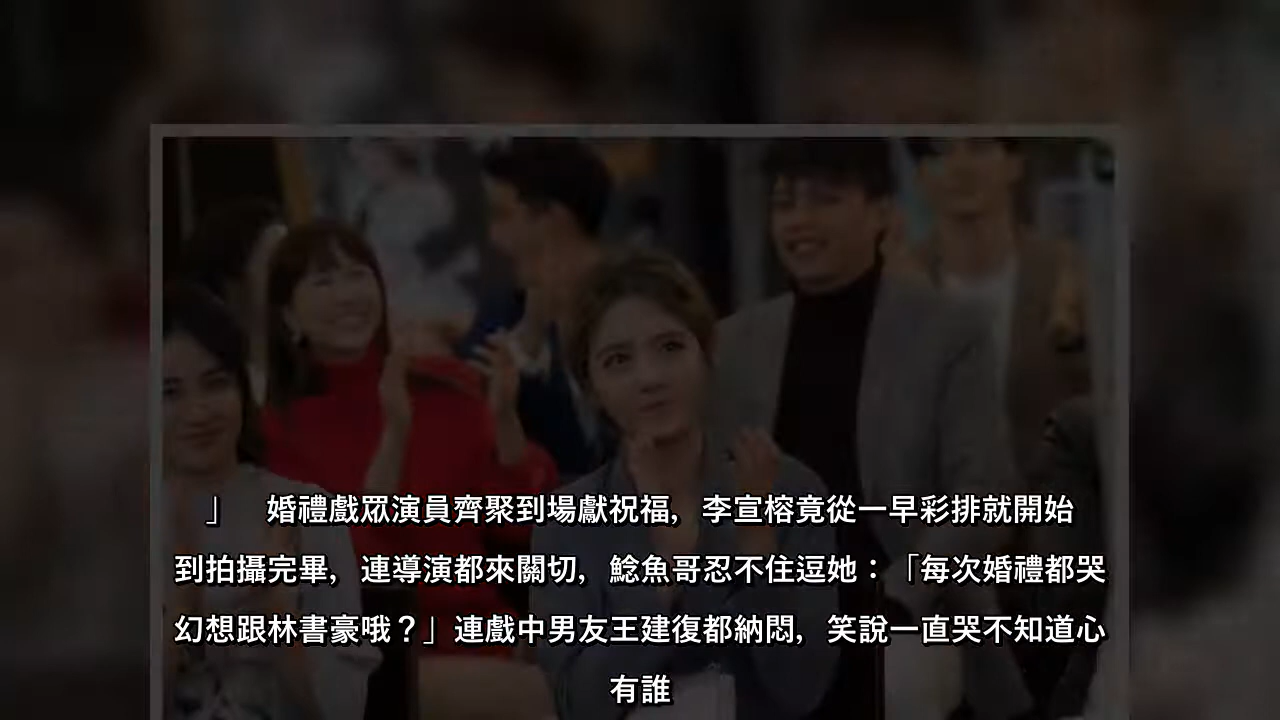 」　婚禮戲眾演員齊聚到場獻祝福，李宣榕竟從一早彩排就開始
到拍攝完畢，連導演都來關切，鯰魚哥忍不住逗她：「每次婚禮都哭
幻想跟林書豪哦？」連戲中男友王建復都納悶，笑說一直哭不知道心
有誰